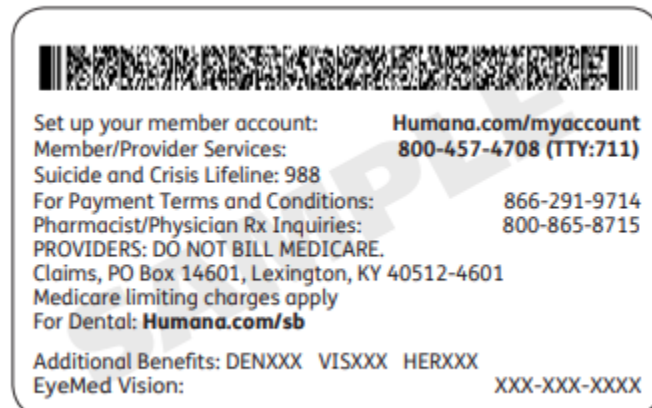 Set up your member account: Humana.com/myaccount
Member/Provider Services: 800-457-4708 (TTY:711)
Suicide and Crisis Lifeline: 988
For Payment Terms and Conditions: 866-291-9714
Pharmacist/Physician Rx Inquiries: 800-865-8715
PROVIDERS: DO NOT BILL MEDICARE.
Claims, PO Box 14601, Lexington, KY 40512-4601
Medicare limiting charges apply
For Dental: Humana.com/sb
Additional Benefits: DENXXX VISXXX HERXXX
EyeMed Vision: XXX-XXX-XXXX
SAMPLE